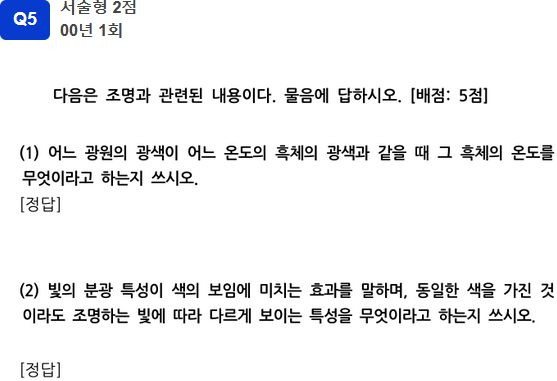 Q5
서술형 2점
00년 1회
다음은 조명과 관련된 내용이다. 물음에 답하시오. [배점: 5점]
(1) 어느 광원의 광색이 어느 온도의 흑체의 광색과 같을 때 그 흑체의 온도를
무엇이라고 하는지 쓰시오.
[정답]
(2) 빛의 분광 특성이 색의 보임에 미치는 효과를 말하며, 동일한 색을 가진 것
이라도 조명하는 빛에 따라 다르게 보이는 특성을 무엇이라고 하는지 쓰시오.
[정답]